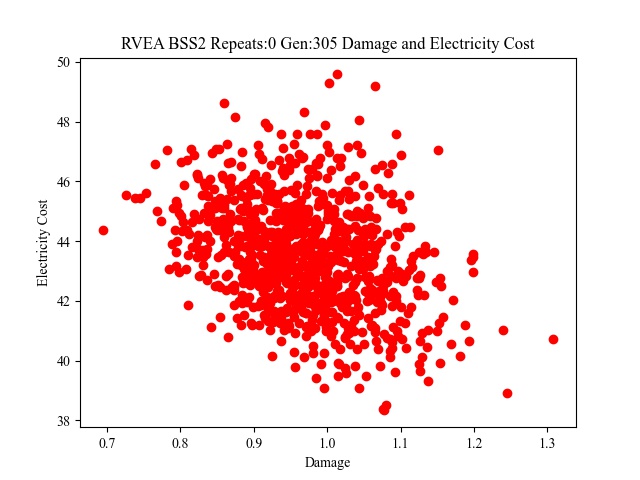 RVEA BSS2 Repeats:0 Gen:305 Damage and Electricity Cost
50
48
46
44
42
40
38
Electricity Cost
0.7 0.8 0.9 1.0 1.1 1.2 1.3
Damage